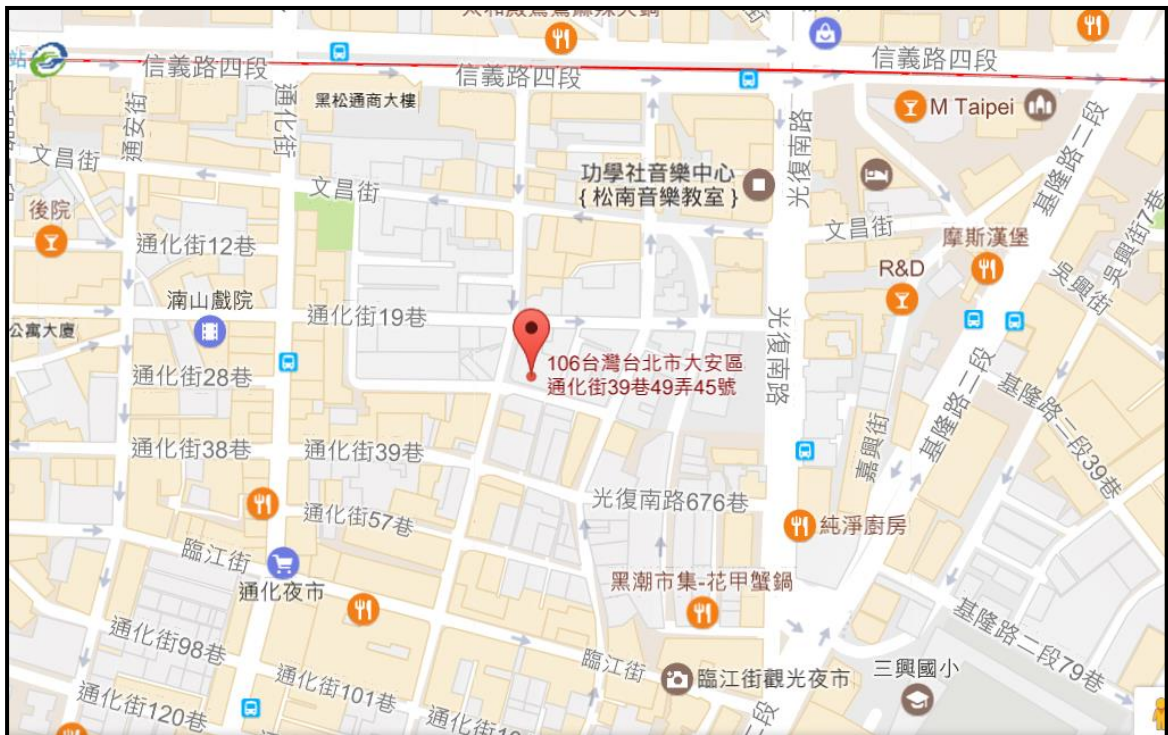 站
信義路四段
信義路四段
信義路四段
黑松通商大樓
通安街
通化街
光復南路
M Taipei
基隆路二段
文昌街
文昌街
功學社音樂中心
{ 松南音樂教室 }
文昌街
吳興街7巷
後院
通化街12巷
摩斯漢堡
吳興街
R&D
湳山戲院
公寓大廈
通化街19巷
光復南路
通化街28巷
106台灣台北市大安區
通化街39巷49弄45號
基隆路二段
通化街38巷
通化街39巷
嘉興街
基隆路二段39巷
光復南路676巷
通化街57巷
純淨廚房
臨江街
通化夜市
黑潮市集-花甲蟹鍋
基隆路二段79巷
通化街98巷
臨江街
臨江街觀光夜市
三興國小
通化街101巷
通化街120巷